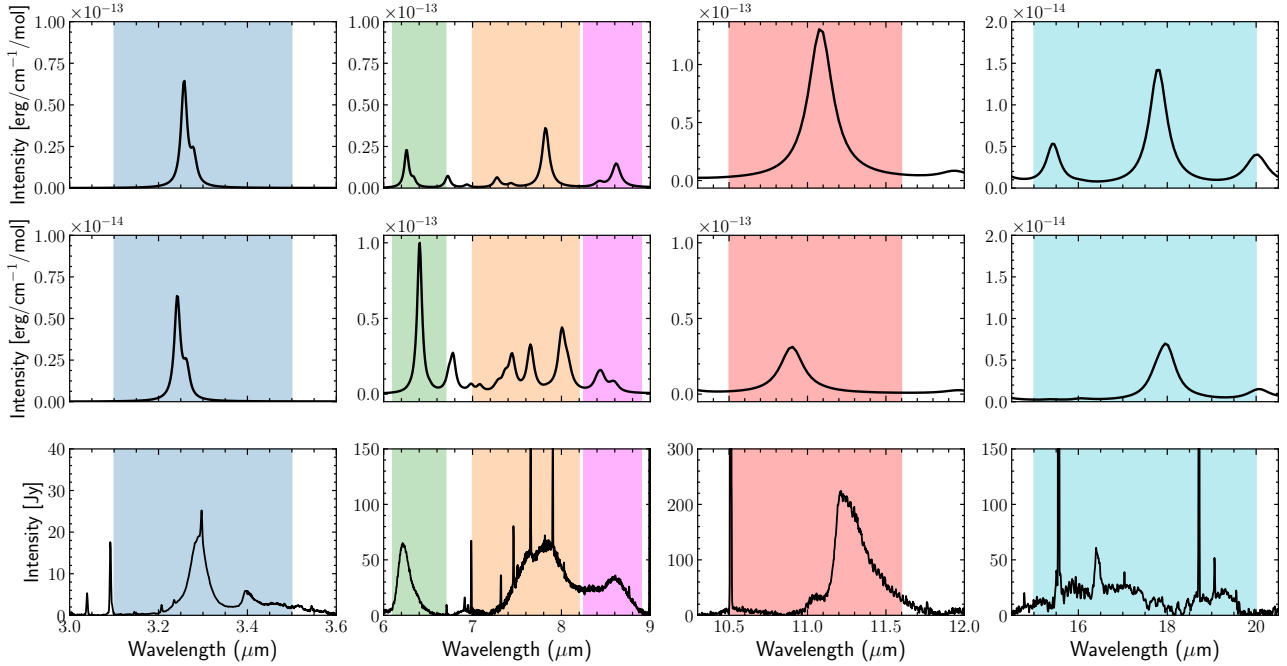 ×10⁻¹³ ×10⁻¹³ ×10⁻¹³ ×10⁻¹⁴
Intensity [erg/cm⁻¹/mol]
1.00 1.00 2.0
0.75 0.75 1.0 1.5
0.50 0.50 1.0
0.25 0.25 0.5 0.5
0.00 0.00 0.0 0.0
×10⁻¹⁴ ×10⁻¹³ ×10⁻¹³ ×10⁻¹⁴
Intensity [erg/cm⁻¹/mol]
1.00 1.0 1.0 2.0
0.75 1.5
0.50 0.5 0.5 1.0
0.25 0.5
0.00 0.0 0.0 0.0
Intensity [Jy]
40 150 300 150
30 100 200 100
20
10 50 100 50
0 0 0 0
3.0 3.2 3.4 3.6 6 7 8 9 10.5 11.0 11.5 12.0 16 18 20
Wavelength (μm) Wavelength (μm) Wavelength (μm) Wavelength (μm)